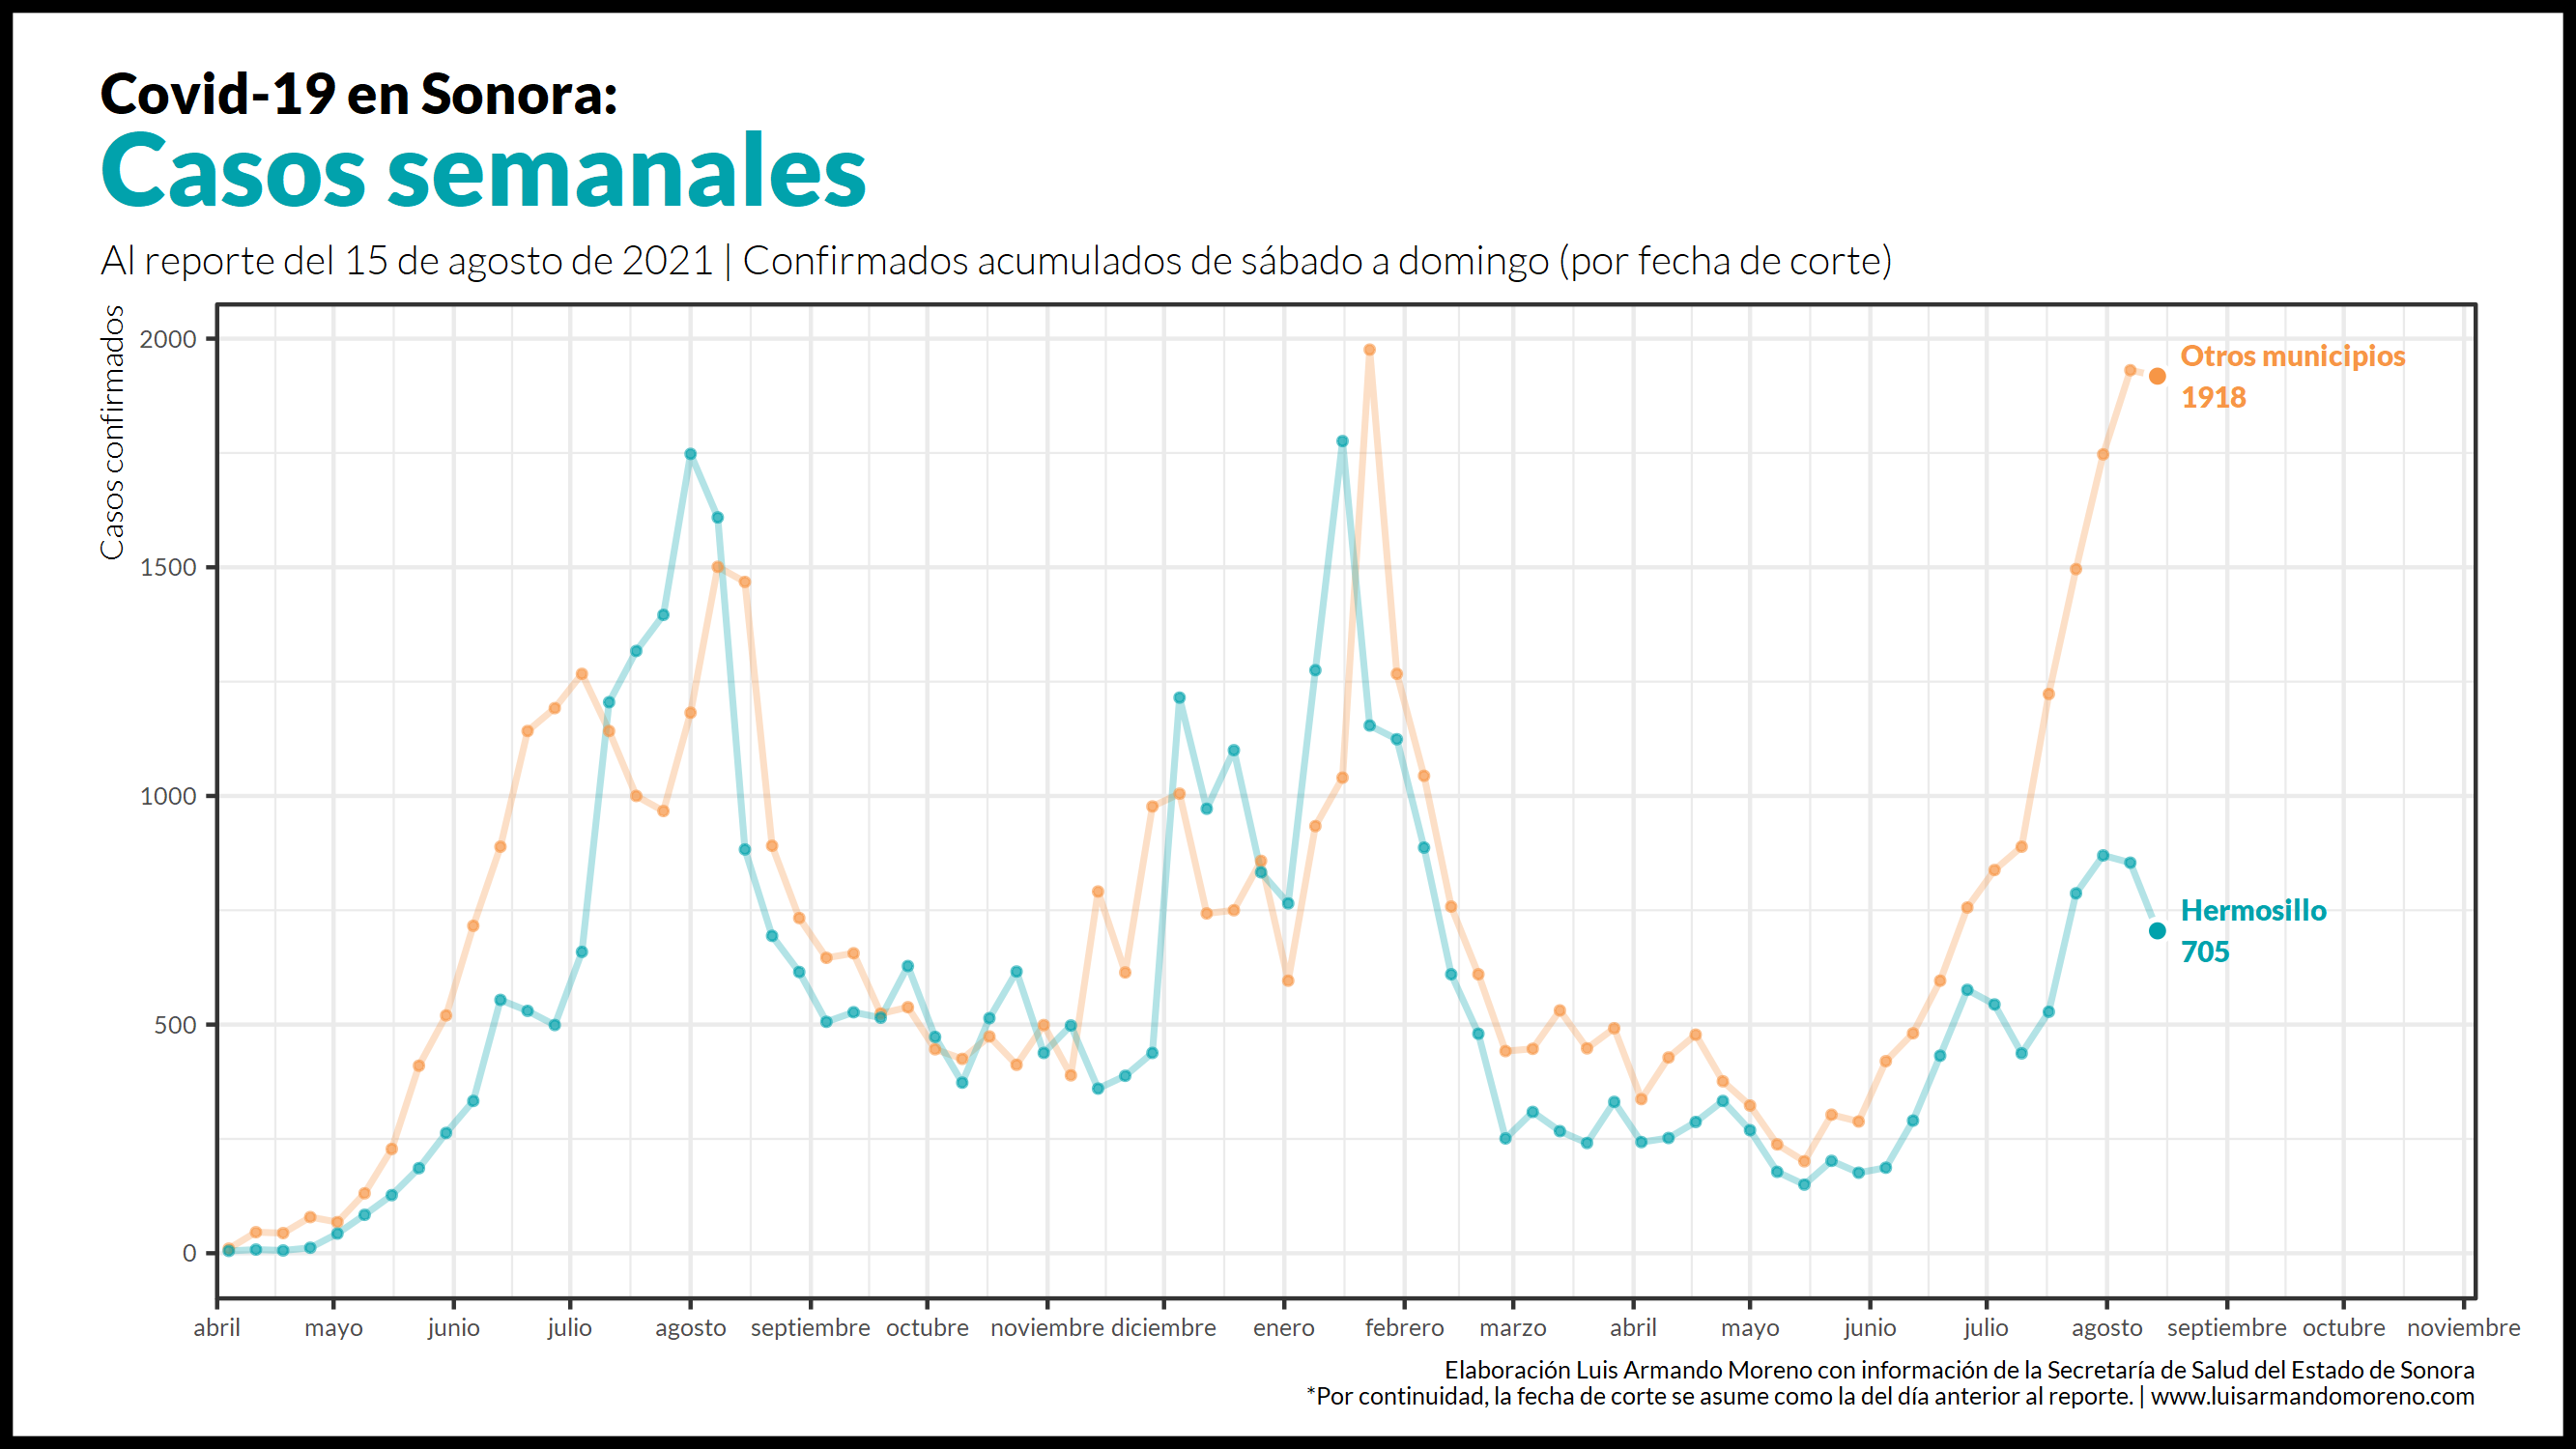 Covid-19 en Sonora:
Casos semanales
Al reporte del 15 de agosto de 2021 | Confirmados acumulados de sábado a domingo (por fecha de corte)
Casos confirmados
2000
1500
1000
500
0
Otros municipios
1918
Hermosillo
705
abril mayo junio julio agosto septiembre octubre noviembre diciembre enero febrero marzo abril mayo junio julio agosto septiembre octubre noviembre
Elaboración Luis Armando Moreno con información de la Secretaría de Salud del Estado de Sonora
*Por continuidad, la fecha de corte se asume como la del día anterior al reporte. | www.luisarmandomoreno.com